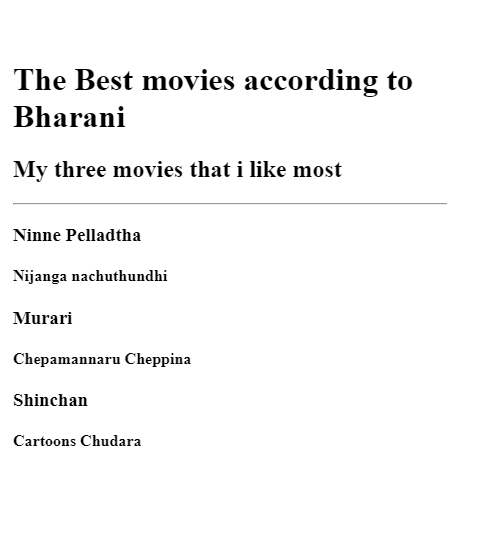 The Best movies according to
Bharani
My three movies that i like most
Ninne Pelladtha
Nijanga nachuthundhi
Murari
Chepamannaru Cheppina
Shinchan
Cartoons Chudara